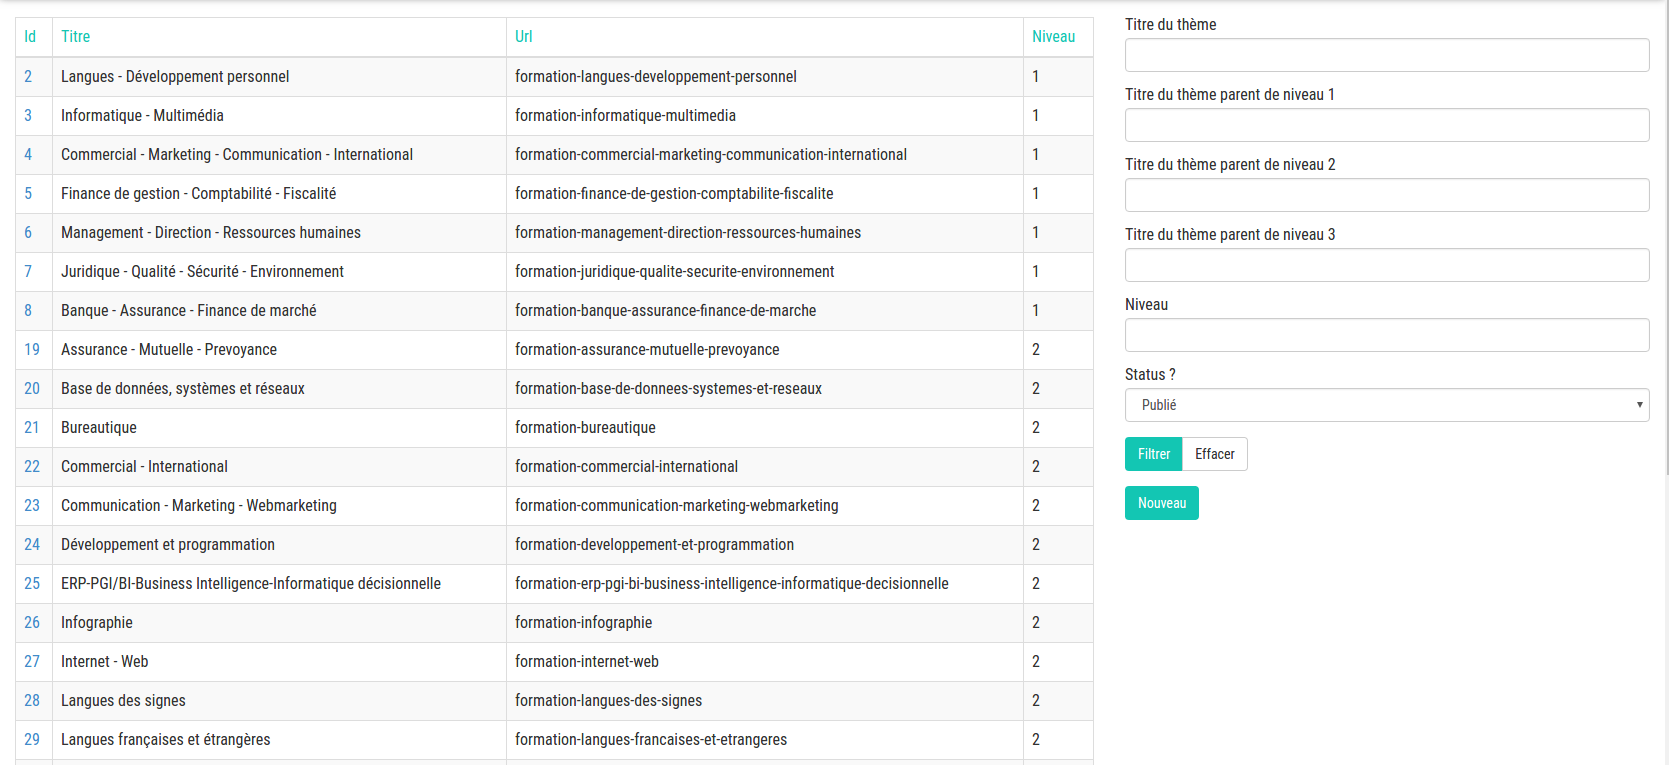 Id Titre Url Niveau
2 Langues - Développement personnel formation-langues-developpement-personnel 1
3 Informatique - Multimédia formation-informatique-multimedia 1
4 Commercial - Marketing - Communication - International formation-commercial-marketing-communication-international 1
5 Finance de gestion - Comptabilité - Fiscalité formation-finance-de-gestion-comptabilite-fiscalite 1
6 Management - Direction - Ressources humaines formation-management-direction-ressources-humaines 1
7 Juridique - Qualité - Sécurité - Environnement formation-juridique-qualite-securite-environnement 1
8 Banque - Assurance - Finance de marché formation-banque-assurance-finance-de-marche 1
19 Assurance - Mutuelle - Prevoyance formation-assurance-mutuelle-prevoyance 2
20 Base de données, systèmes et réseaux formation-base-de-donnees-systemes-et-reseaux 2
21 Bureautique formation-bureautique 2
22 Commercial - International formation-commercial-international 2
23 Communication - Marketing - Webmarketing formation-communication-marketing-webmarketing 2
24 Développement et programmation formation-developpement-et-programmation 2
25 ERP-PGI/BI-Business Intelligence-Informatique décisionnelle formation-erp-pgi-bi-business-intelligence-informatique-decisionnelle 2
26 Infographie formation-infographie 2
27 Internet - Web formation-internet-web 2
28 Langues des signes formation-langues-des-signes 2
29 Langues françaises et étrangères formation-langues-francaises-et-etrangeres 2
Titre du thème
Titre du thème parent de niveau 1
Titre du thème parent de niveau 2
Titre du thème parent de niveau 3
Niveau
Status ?
Publié
Filtrer Effacer
Nouveau